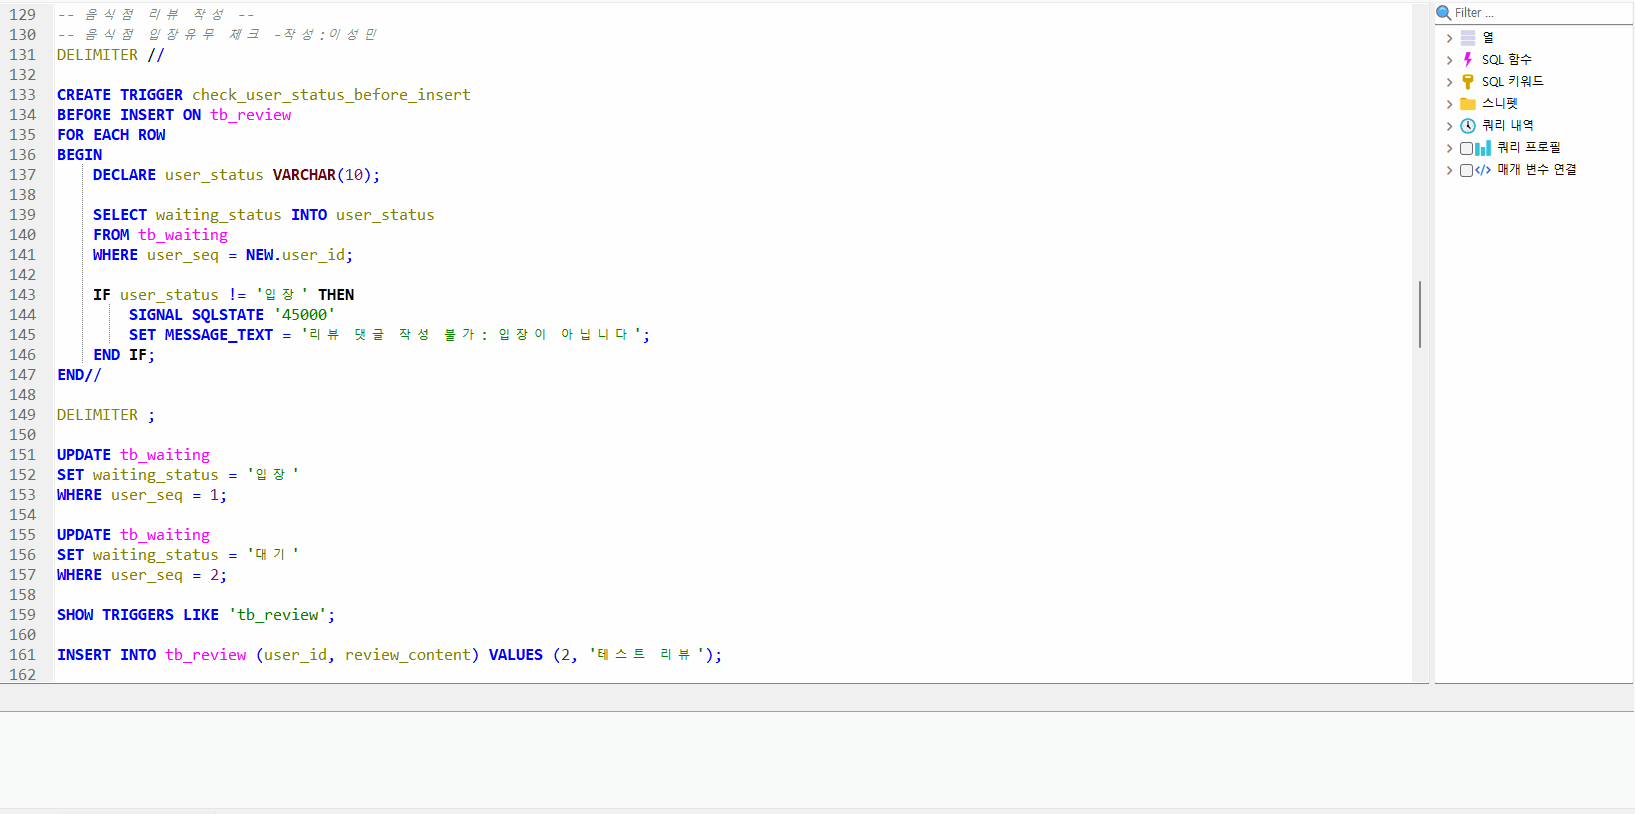 129 -- 음식점 리뷰 작성 --
130 -- 음식점 입장유무 체크 -작성:이성민
131 DELIMITER //
132
133 CREATE TRIGGER check_user_status_before_insert
134 BEFORE INSERT ON tb_review
135 FOR EACH ROW
136 BEGIN
137 DECLARE user_status VARCHAR(10);
138
139 SELECT waiting_status INTO user_status
140 FROM tb_waiting
141 WHERE user_seq = NEW.user_id;
142
143 IF user_status != '입장' THEN
144 SIGNAL SQLSTATE '45000'
145 SET MESSAGE_TEXT = '리뷰 댓글 작성 불가: 입장이 아닙니다';
146 END IF;
147 END//
148
149 DELIMITER ;
150
151 UPDATE tb_waiting
152 SET waiting_status = '입장'
153 WHERE user_seq = 1;
154
155 UPDATE tb_waiting
156 SET waiting_status = '대기'
157 WHERE user_seq = 2;
158
159 SHOW TRIGGERS LIKE 'tb_review';
160
161 INSERT INTO tb_review (user_id, review_content) VALUES (2, '테스트 리뷰');
162
Filter ...
열
SQL 함수
SQL 키워드
스니펫
쿼리 내역
쿼리 프로필
매개 변수 연결